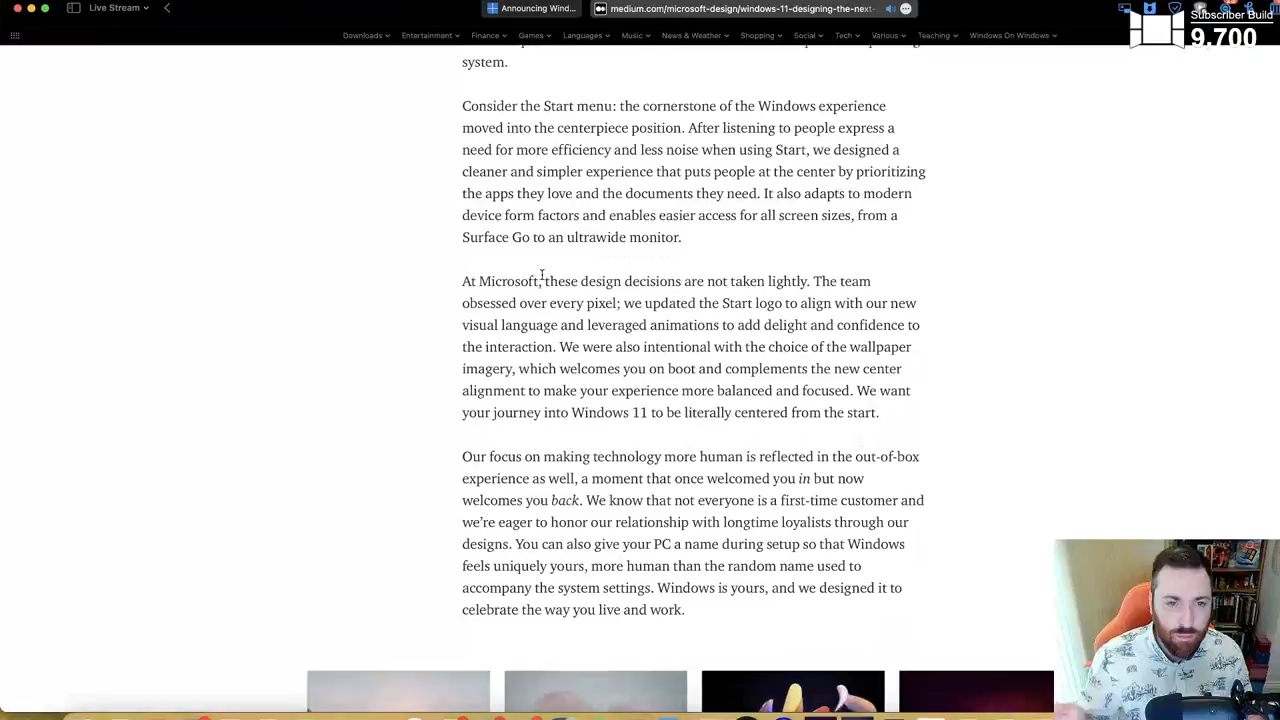 Live Stream
Announcing Wind...
medium.com/microsoft-design/windows-11-designing-the-next-
Subscriber Build
9,700
Downloads
Entertainment
Finance
Games
Languages
Music
News & Weather
Shopping
Social
Tech
Various
Teaching
Windows On Windows
system.
Consider the Start menu: the cornerstone of the Windows experience
moved into the centerpiece position. After listening to people express a
need for more efficiency and less noise when using Start, we designed a
cleaner and simpler experience that puts people at the center by prioritizing
the apps they love and the documents they need. It also adapts to modern
device form factors and enables easier access for all screen sizes, from a
Surface Go to an ultrawide monitor.
At Microsoft, these design decisions are not taken lightly. The team
obsessed over every pixel; we updated the Start logo to align with our new
visual language and leveraged animations to add delight and confidence to
the interaction. We were also intentional with the choice of the wallpaper
imagery, which welcomes you on boot and complements the new center
alignment to make your experience more balanced and focused. We want
your journey into Windows 11 to be literally centered from the start.
Our focus on making technology more human is reflected in the out-of-box
experience as well, a moment that once welcomed you in but now
welcomes you back. We know that not everyone is a first-time customer and
we’re eager to honor our relationship with longtime loyalists through our
designs. You can also give your PC a name during setup so that Windows
feels uniquely yours, more human than the random name used to
accompany the system settings. Windows is yours, and we designed it to
celebrate the way you live and work.